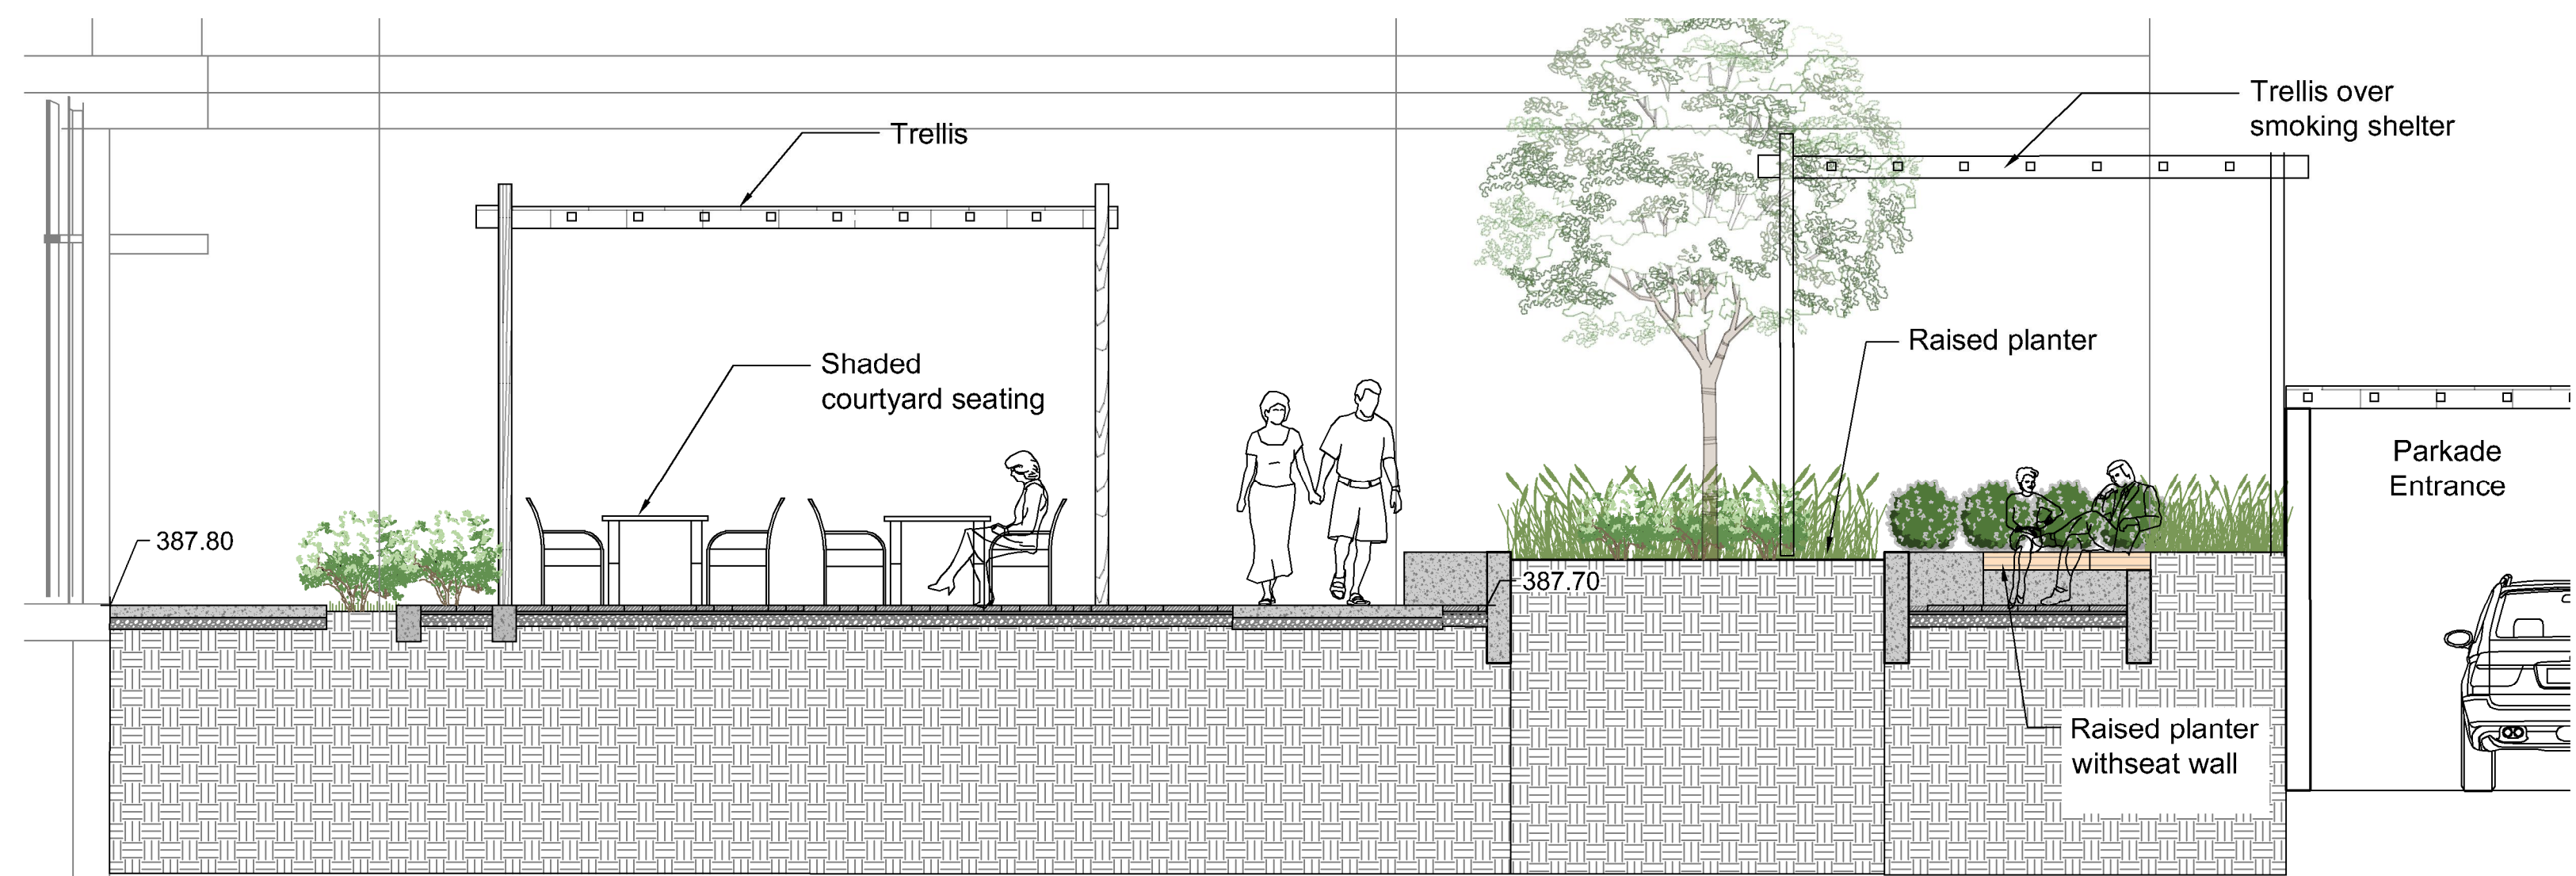 Trellis over
smoking shelter
Trellis
Raised planter
Shaded
courtyard seating
Parkade
Entrance
387.80
387.70
Raised planter
withseat wall